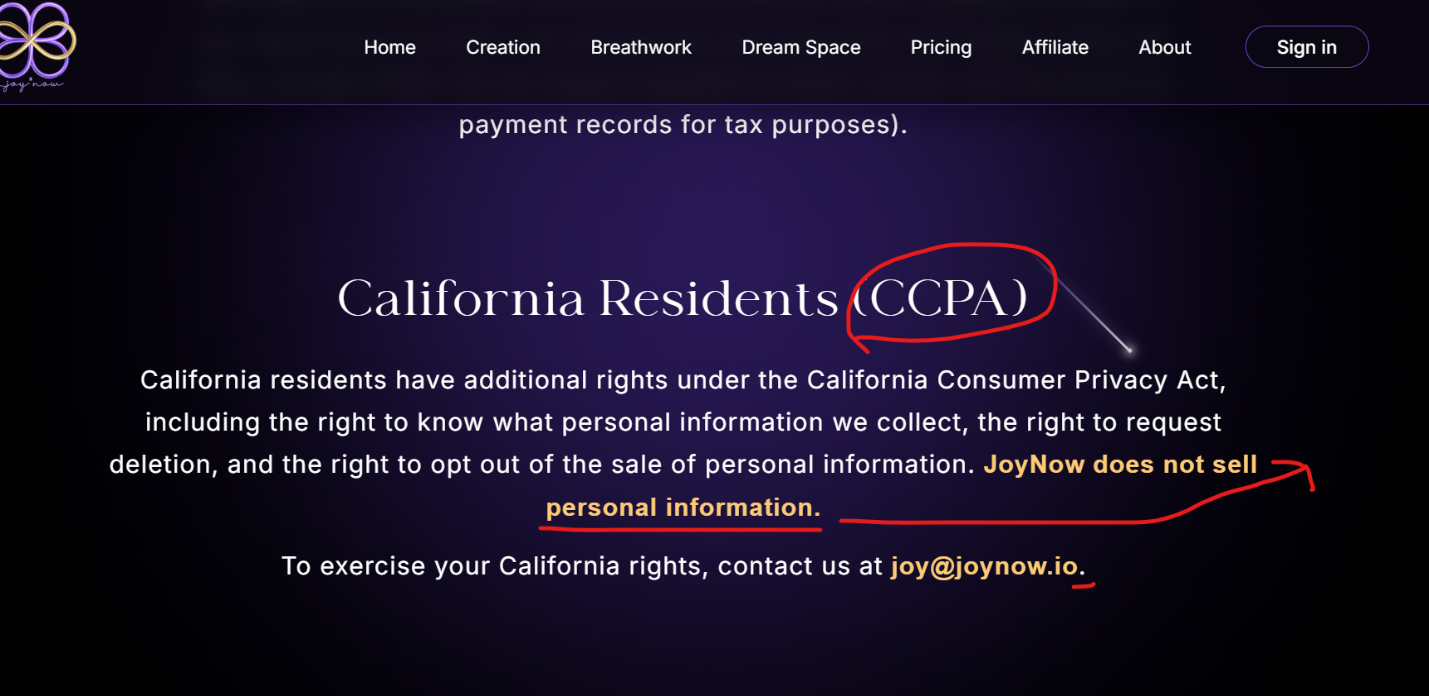 Home Creation Breathwork Dream Space Pricing Affiliate About Sign in
joy*now
payment records for tax purposes).
California Residents (CCPA)
California residents have additional rights under the California Consumer Privacy Act,
including the right to know what personal information we collect, the right to request
deletion, and the right to opt out of the sale of personal information. JoyNow does not sell
personal information.
To exercise your California rights, contact us at joy@joynow.io.